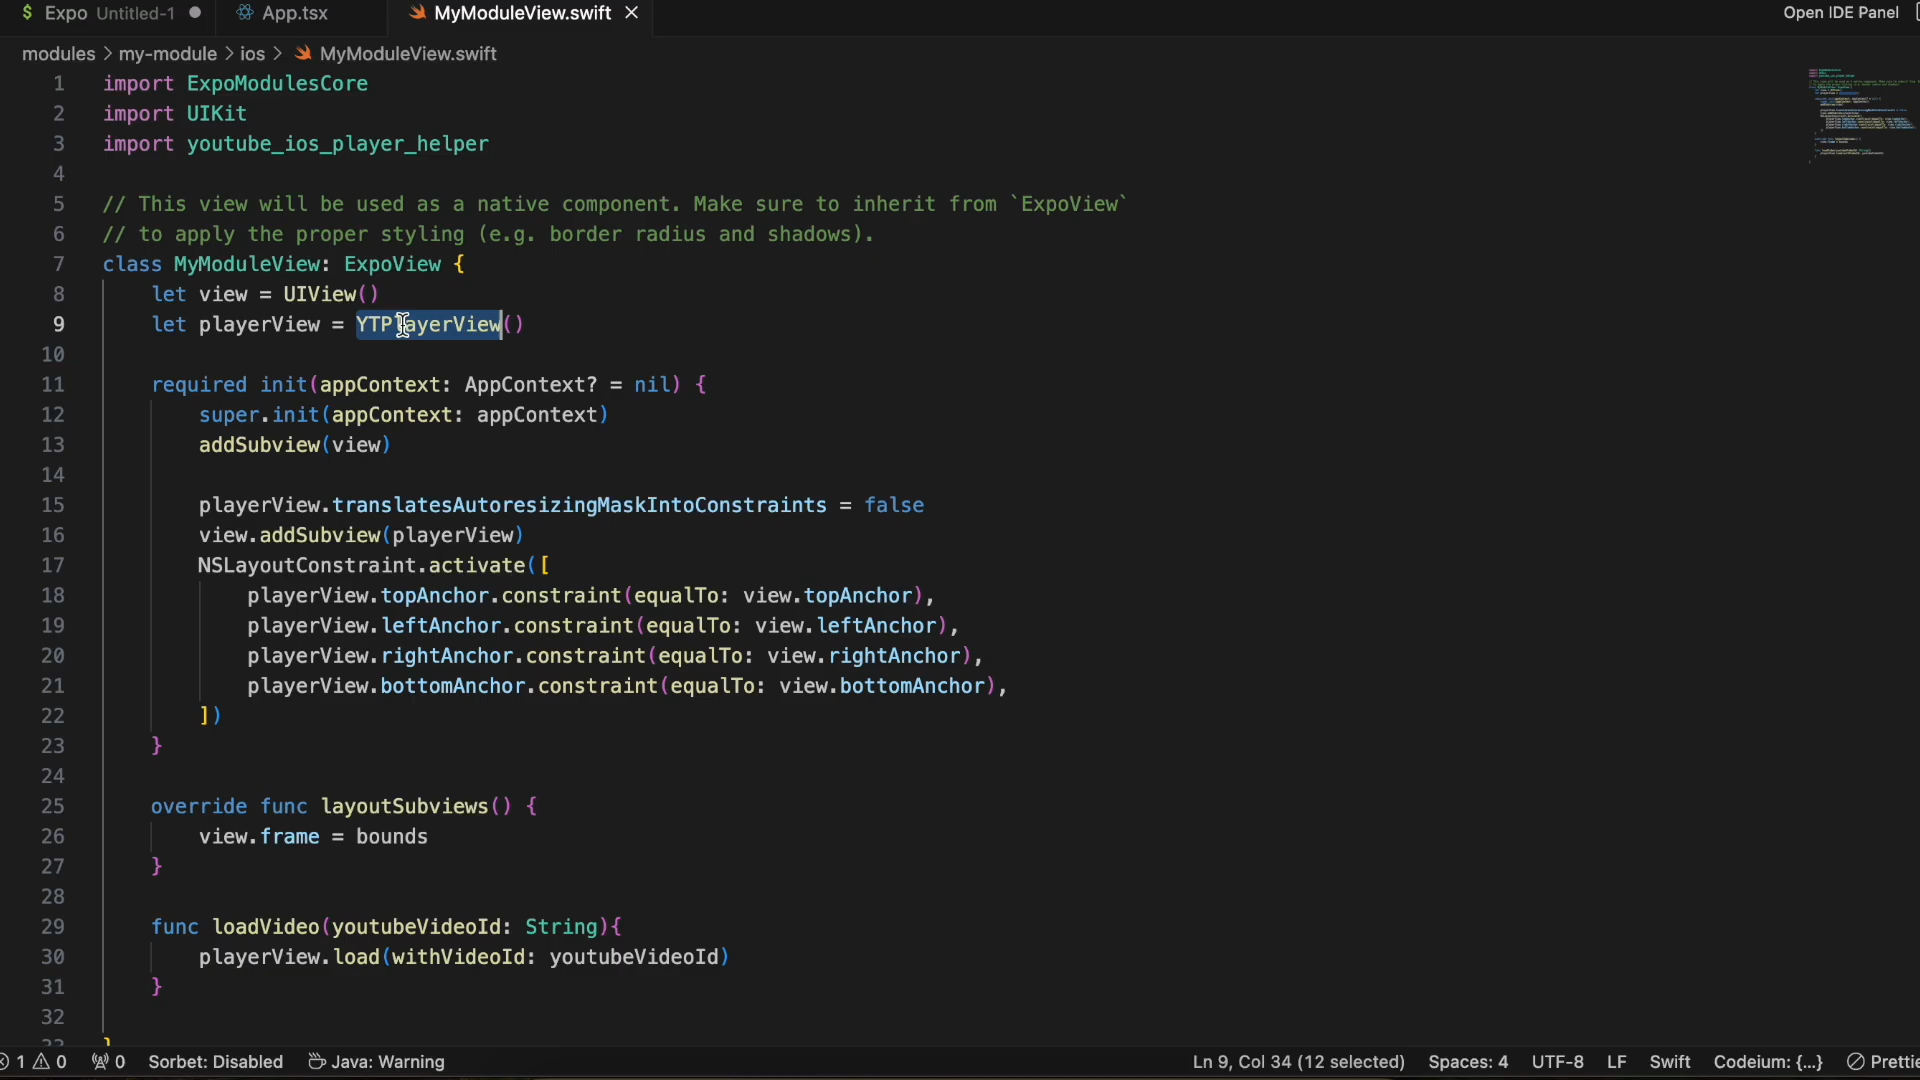 $ Expo Untitled-1 App.tsx MyModuleView.swift Open IDE Panel
modules > my-module > ios > MyModuleView.swift
1 import ExpoModulesCore
2 import UIKit
3 import youtube_ios_player_helper
4
5 // This view will be used as a native component. Make sure to inherit from `ExpoView`
6 // to apply the proper styling (e.g. border radius and shadows).
7 class MyModuleView: ExpoView {
8 let view = UIView()
9 let playerView = YTPlayerView()
10
11 required init(appContext: AppContext? = nil) {
12 super.init(appContext: appContext)
13 addSubview(view)
14
15 playerView.translatesAutoresizingMaskIntoConstraints = false
16 view.addSubview(playerView)
17 NSLayoutConstraint.activate([
18 playerView.topAnchor.constraint(equalTo: view.topAnchor),
19 playerView.leftAnchor.constraint(equalTo: view.leftAnchor),
20 playerView.rightAnchor.constraint(equalTo: view.rightAnchor),
21 playerView.bottomAnchor.constraint(equalTo: view.bottomAnchor),
22 ])
23 }
24
25 override func layoutSubviews() {
26 view.frame = bounds
27 }
28
29 func loadVideo(youtubeVideoId: String){
30 playerView.load(withVideoId: youtubeVideoId)
31 }
32
33 }
1 0 0 Sorbet: Disabled Java: Warning Ln 9, Col 34 (12 selected) Spaces: 4 UTF-8 LF Swift Codeium: {...} Prettie